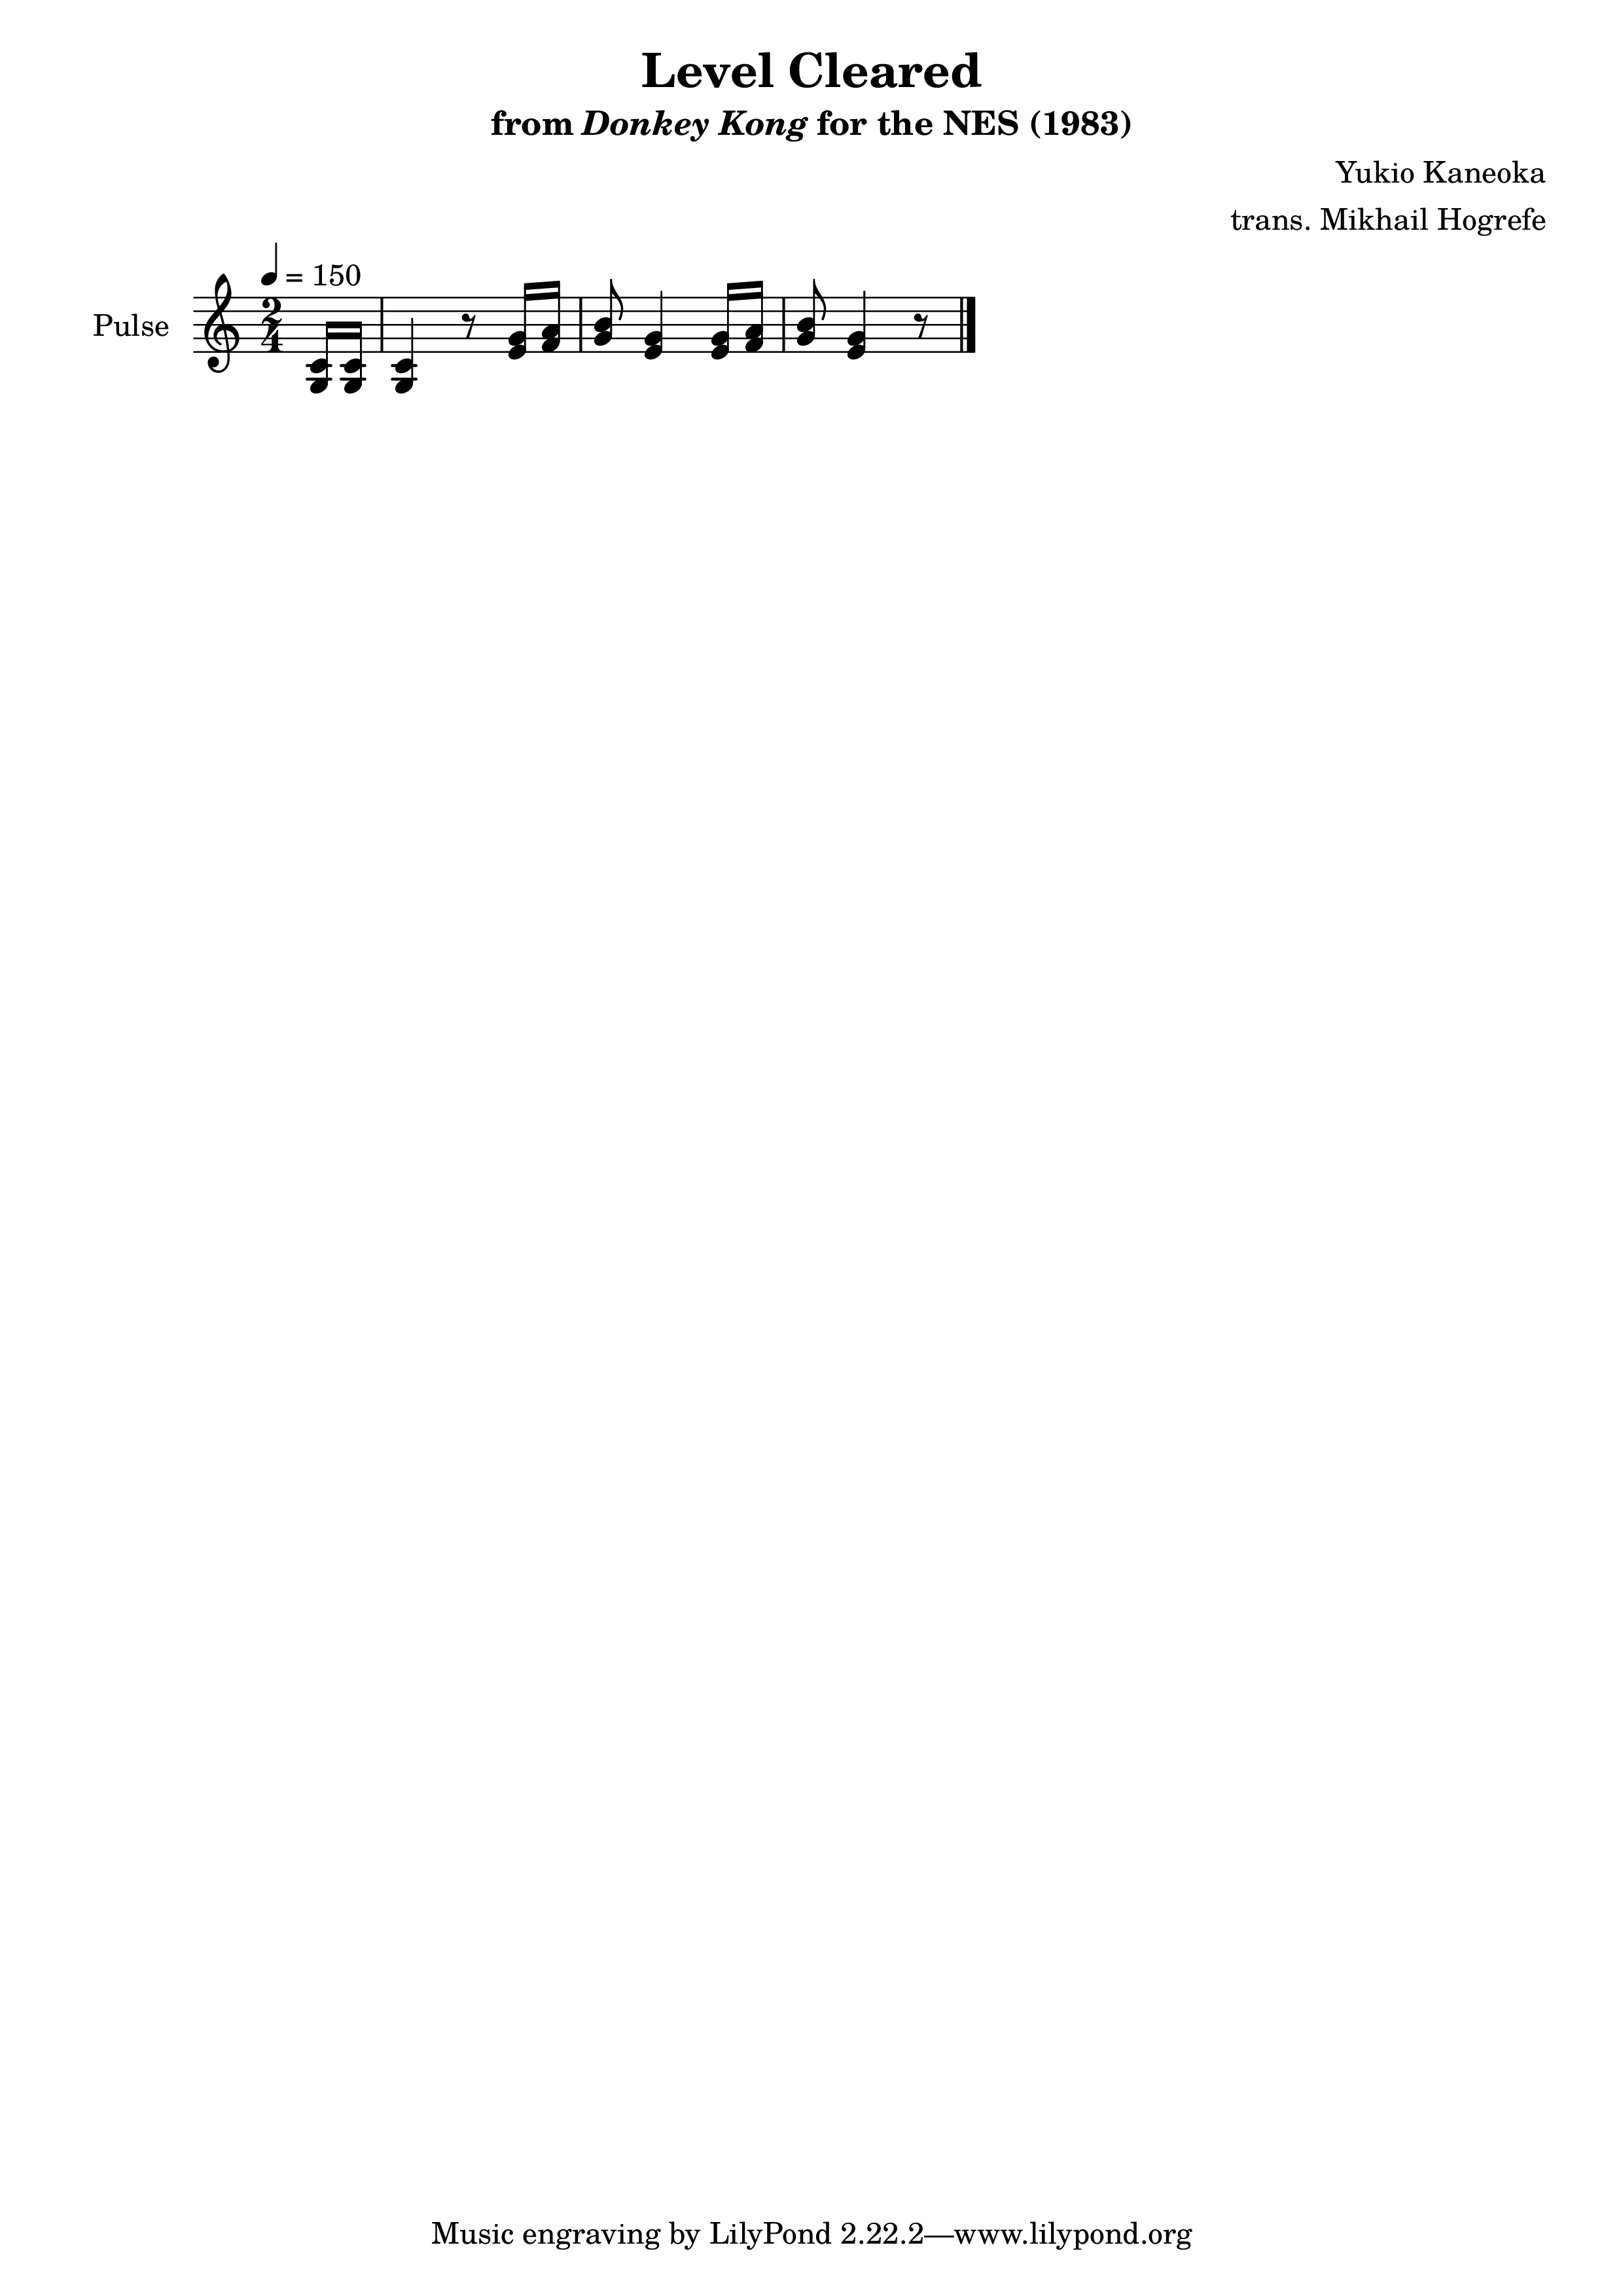 Level Cleared
from Donkey Kong for the NES (1983)
Yukio Kaneoka
trans. Mikhail Hogrefe
= 150
Pulse
2
4
Music engraving by LilyPond 2.22.2—www.lilypond.org